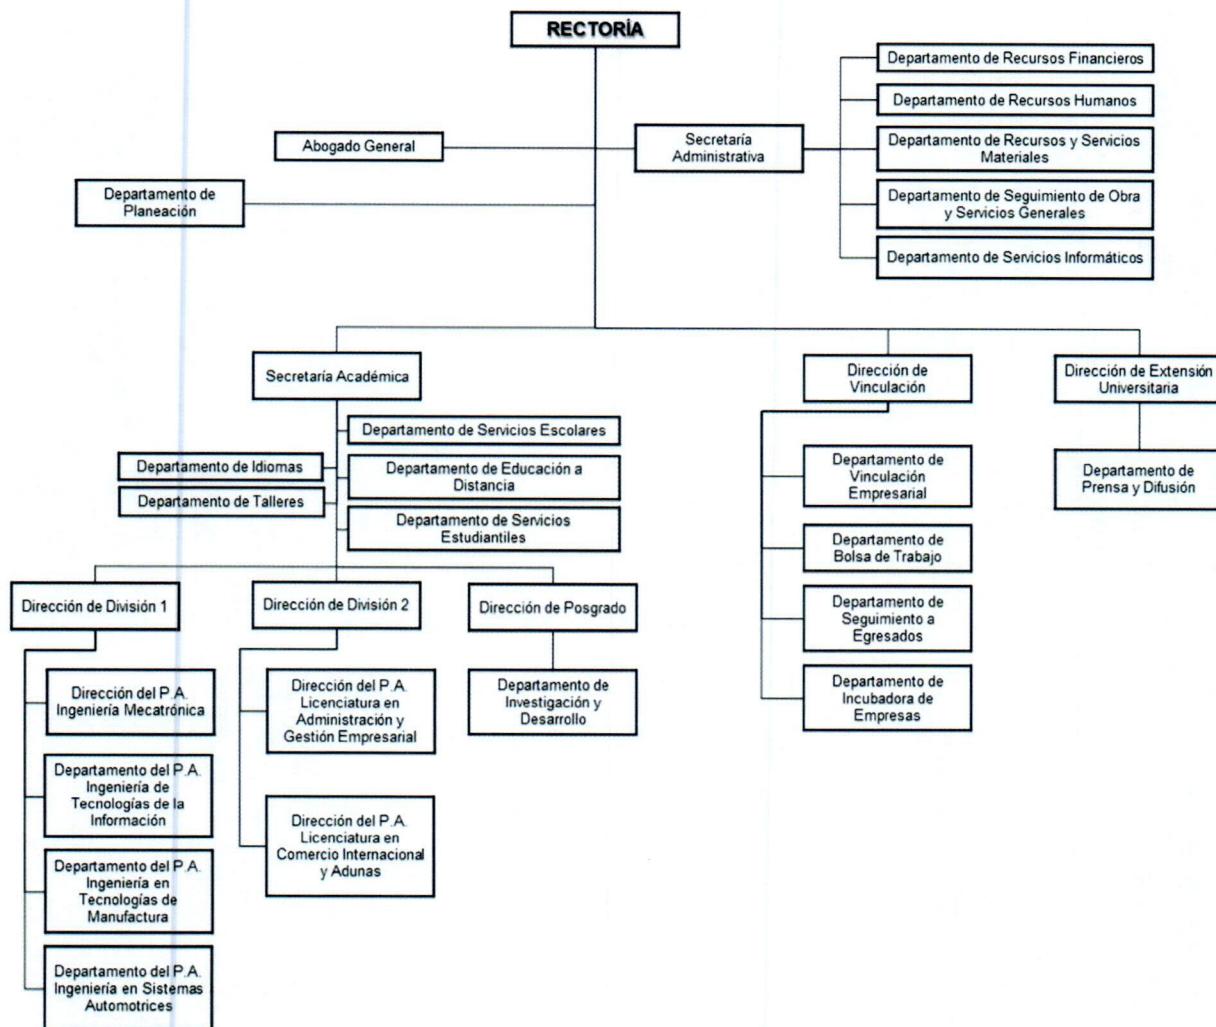 RECTORÍA
Departamento de Recursos Financieros
Departamento de Recursos Humanos
Abogado General
Secretaría
Administrativa
Departamento de Recursos y Servicios
Materiales
Departamento de
Planeación
Departamento de Seguimiento de Obra
y Servicios Generales
Departamento de Servicios Informáticos
Secretaría Académica
Dirección de
Vinculación
Dirección de Extensión
Universitaria
Departamento de Servicios Escolares
Departamento de Idiomas
Departamento de Educación a
Distancia
Departamento de Talleres
Departamento de Servicios
Estudiantiles
Departamento de
Vinculación
Empresarial
Departamento de
Prensa y Difusión
Departamento de
Bolsa de Trabajo
Departamento de
Seguimiento a
Egresados
Departamento de
Incubadora de
Empresas
Dirección de División 1
Dirección de División 2
Dirección de Posgrado
Dirección del P.A.
Ingeniería Mecatrónica
Departamento del P.A.
Ingeniería de
Tecnologías de la
Información
Departamento del P.A.
Ingeniería en
Tecnologías de
Manufactura
Departamento del P.A.
Ingeniería en Sistemas
Automotrices
Dirección del P.A.
Licenciatura en
Administración y
Gestión Empresarial
Dirección del P.A.
Licenciatura en
Comercio Internacional
y Adunas
Departamento de
Investigación y
Desarrollo